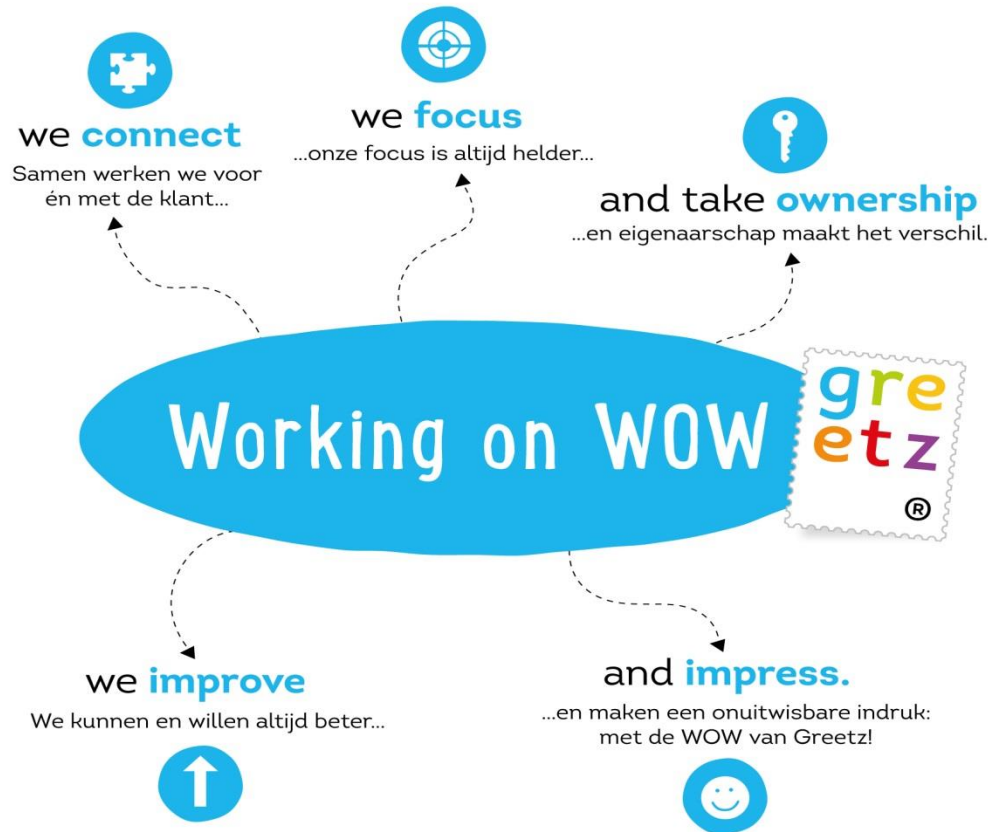 we connect
Samen werken we voor
én met de klant...
we focus
...onze focus is altijd helder...
and take ownership
...en eigenaarschap maakt het verschil.
Working on WOW
gre
etz
®
we improve
We kunnen en willen altijd beter...
and impress.
...en maken een onuitwisbare indruk:
met de WOW van Greetz!